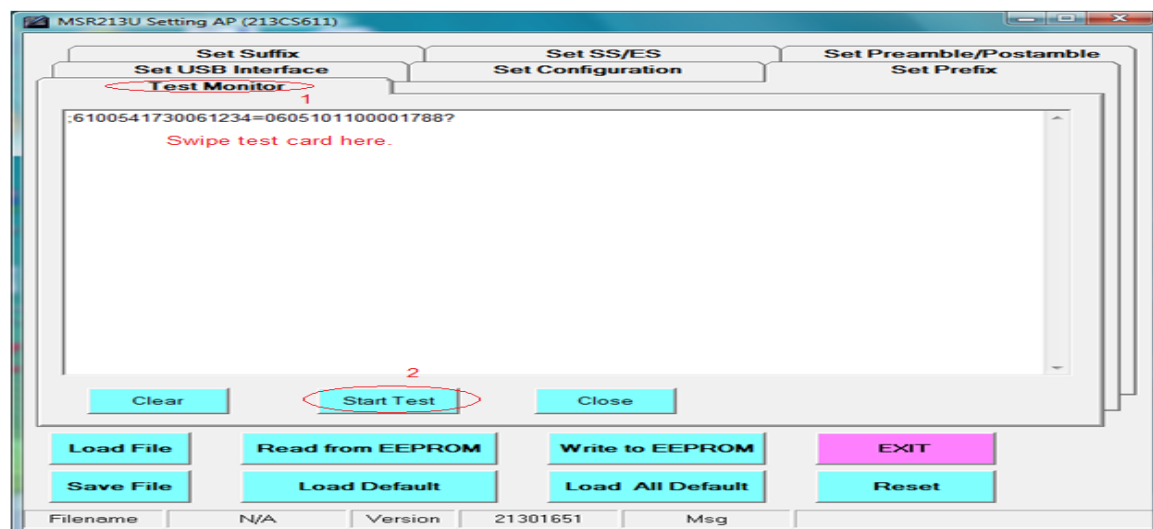 MSR213U Setting AP (213CS611)
Set Suffix Set SS/ES Set Preamble/Postamble
Set USB Interface Set Configuration Set Prefix
Test Monitor
1
;6100541730061234=06051011000001788?
Swipe test card here.
2
Clear Start Test Close
Load File Read from EEPROM Write to EEPROM EXIT
Save File Load Default Load All Default Reset
Filename N/A Version 21301651 Msg